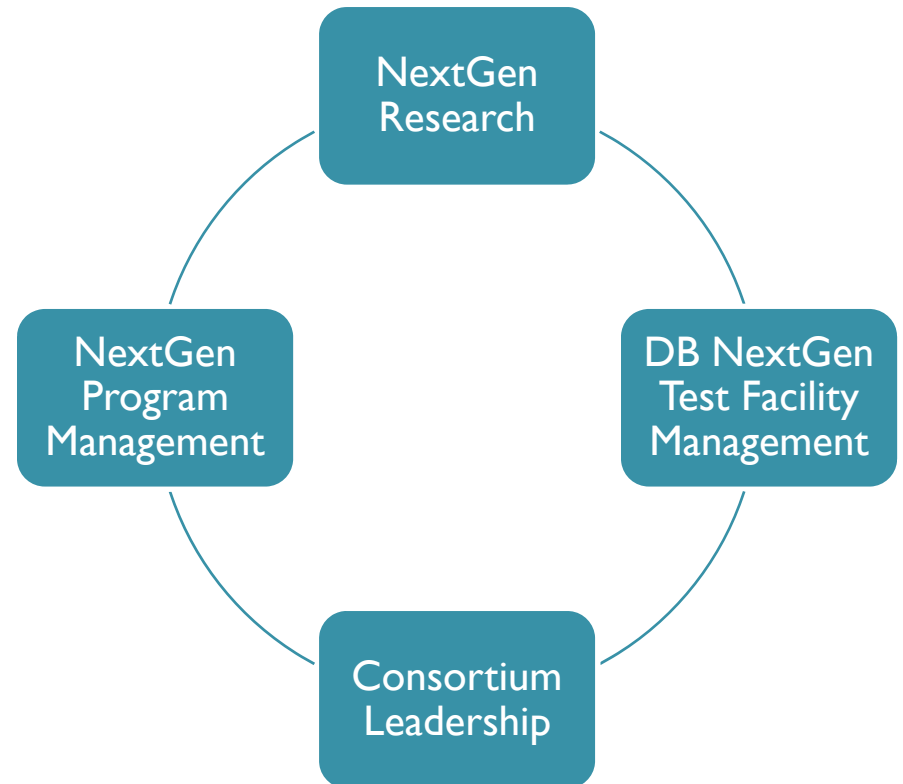 NextGen
Research
NextGen
Program
Management
DB NextGen
Test Facility
Management
Consortium
Leadership